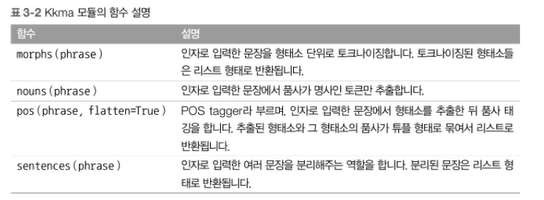 표 3-2 Kkma 모듈의 함수 설명
함수 설명
morphs(phrase) 인자로 입력한 문장을 형태소 단위로 토크나이징합니다. 토크나이징된 형태소들
은 리스트 형태로 반환됩니다.
nouns(phrase) 인자로 입력한 문장에서 품사가 명사인 토큰만 추출합니다.
pos(phrase, flatten=True) POS tagger라 부르며, 인자로 입력한 문장에서 형태소를 추출한 뒤 품사 태
깅을 합니다. 추출된 형태소와 그 형태소의 품사가 튜플 형태로 묶여서 리스트로
반환됩니다.
sentences(phrase) 인자로 입력한 여러 문장을 분리해주는 역할을 합니다. 분리된 문장은 리스트 형
태로 반환됩니다.